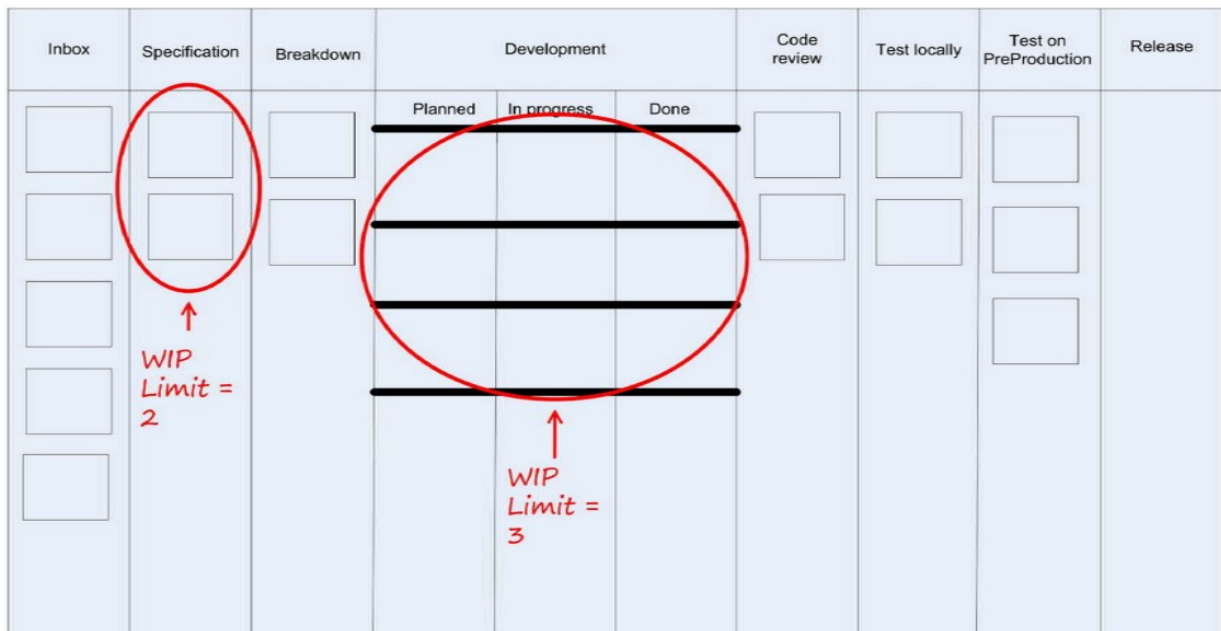 Inbox
Specification
Breakdown
Development
Code
review
Test locally
Test on
PreProduction
Release
Planned
In progress
Done
WIP
Limit =
2
WIP
Limit =
3